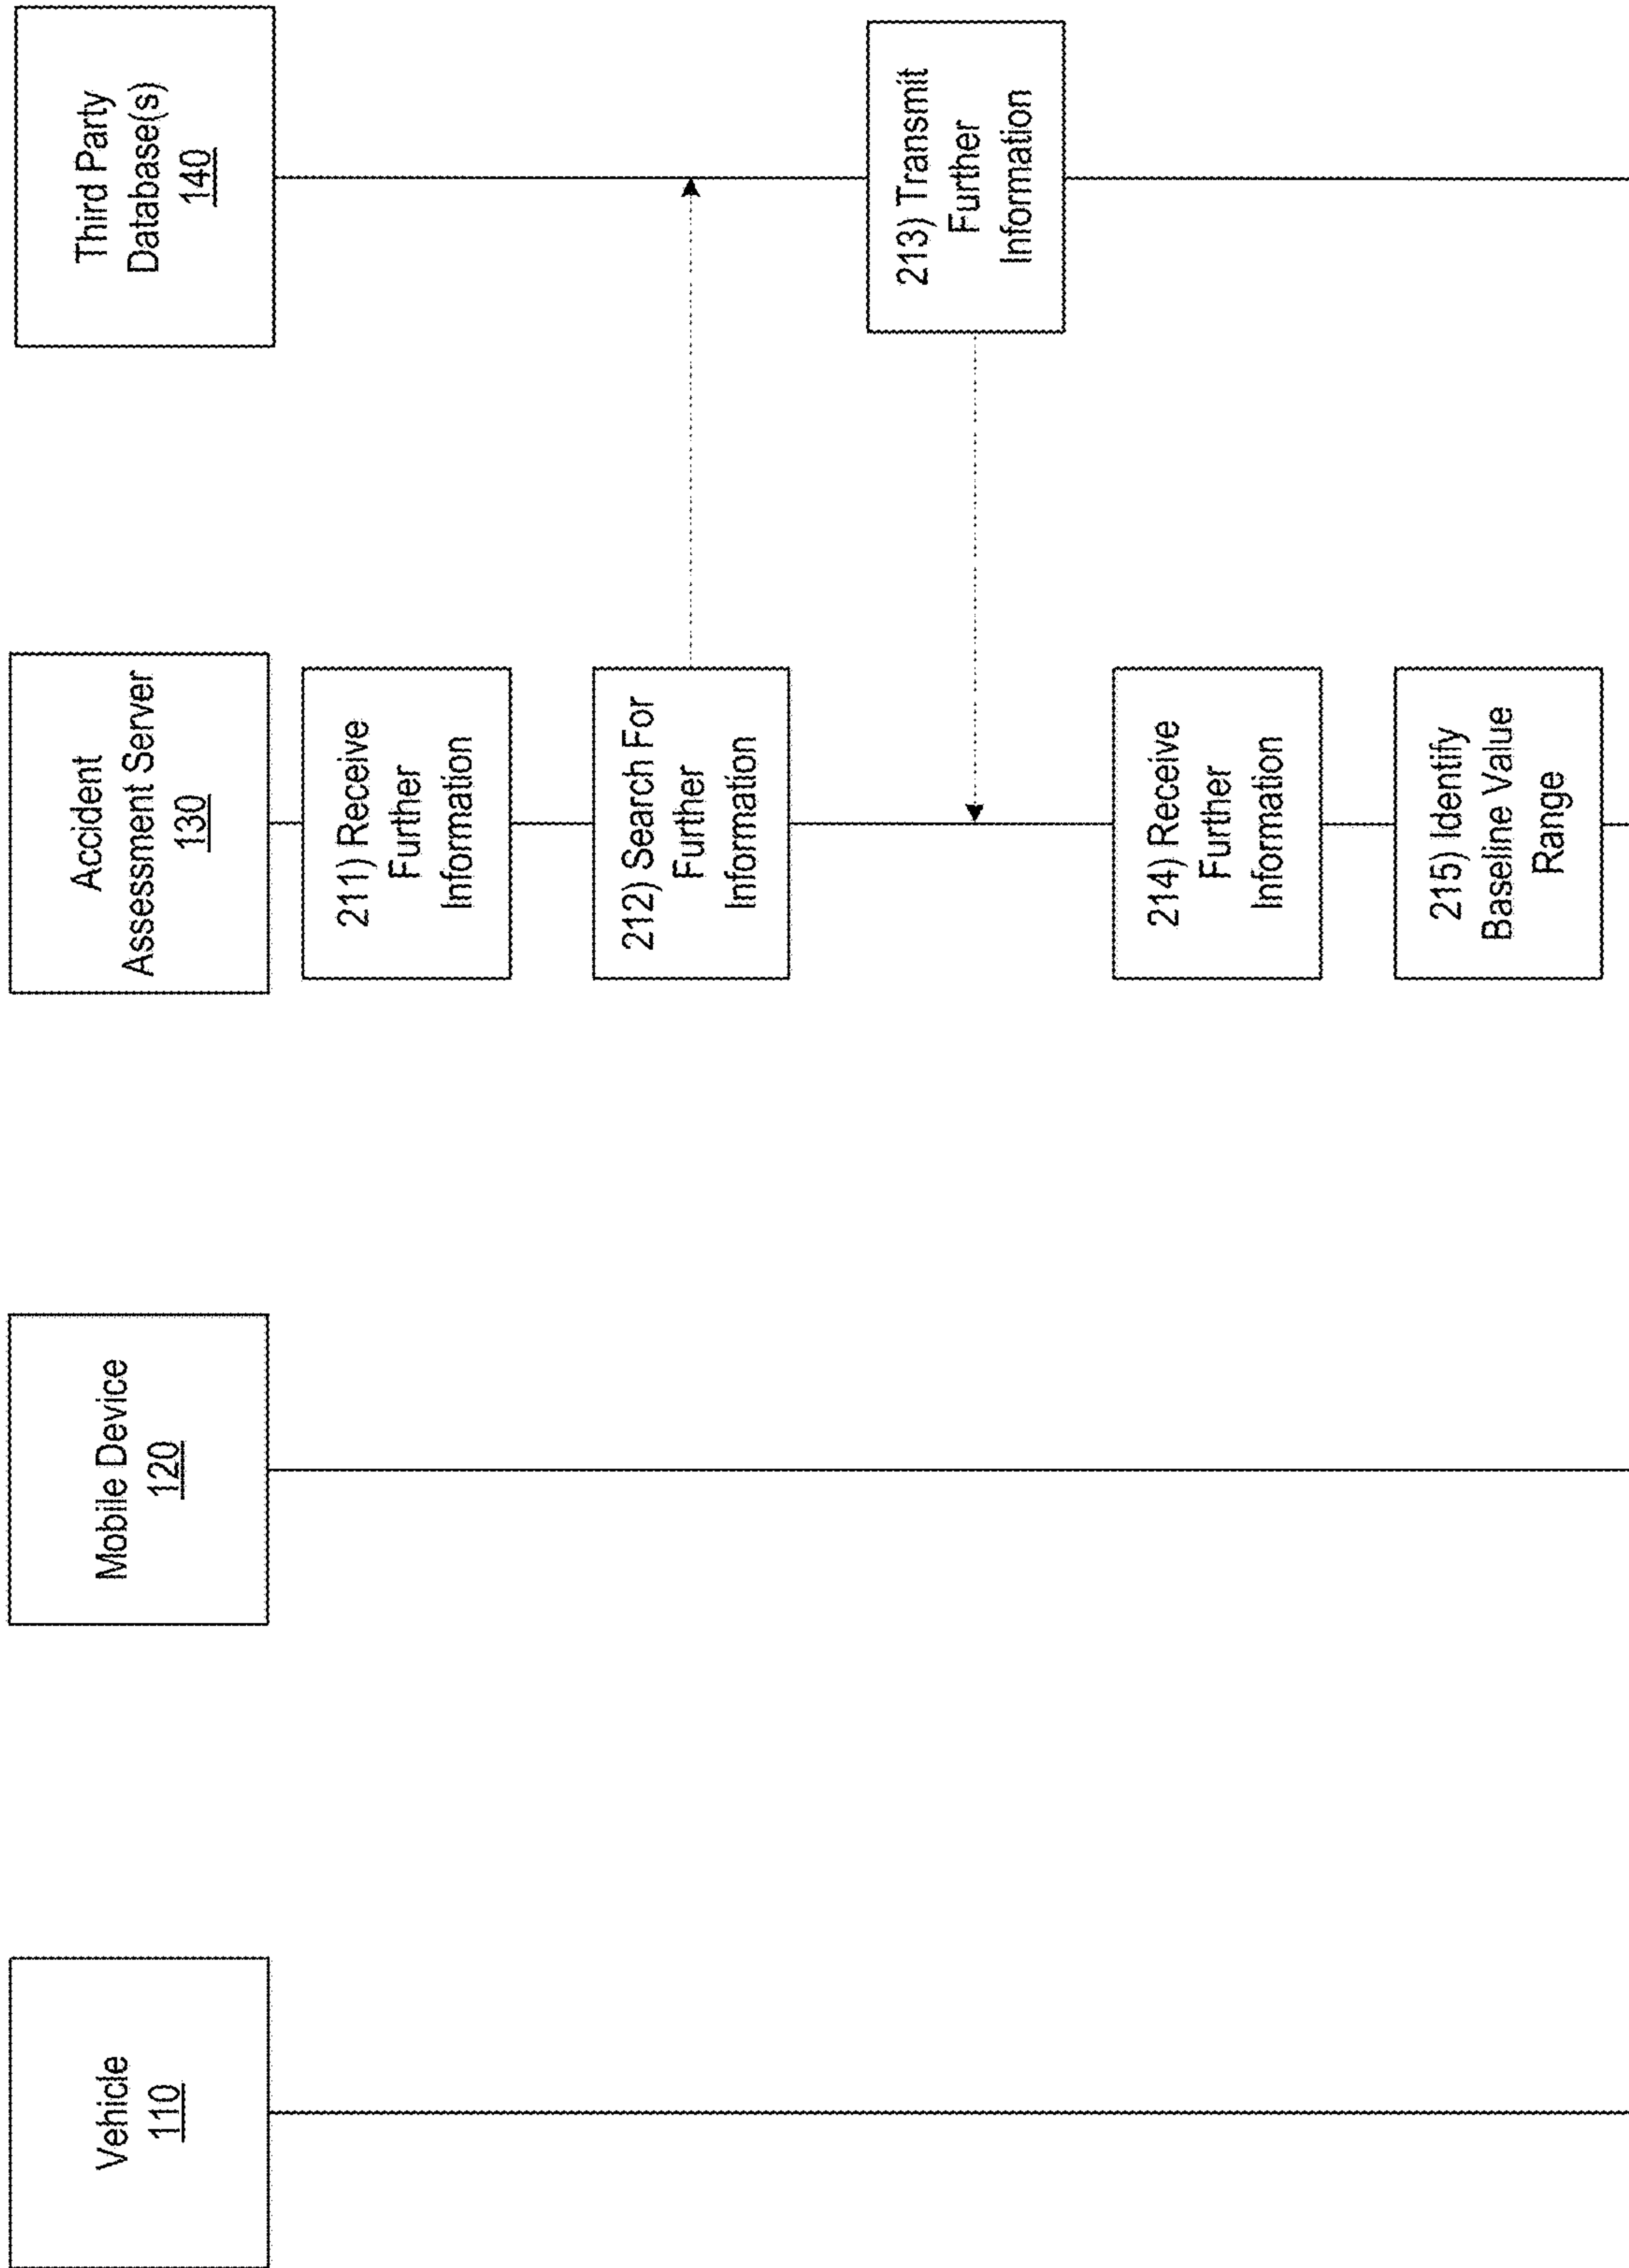 Vehicle
110
Mobile Device
120
Accident
Assessment Server
130
Third Party
Database(s)
140
211) Receive
Further
Information
212) Search For
Further
Information
213) Transmit
Further
Information
214) Receive
Further
Information
215) Identify
Baseline Value
Range